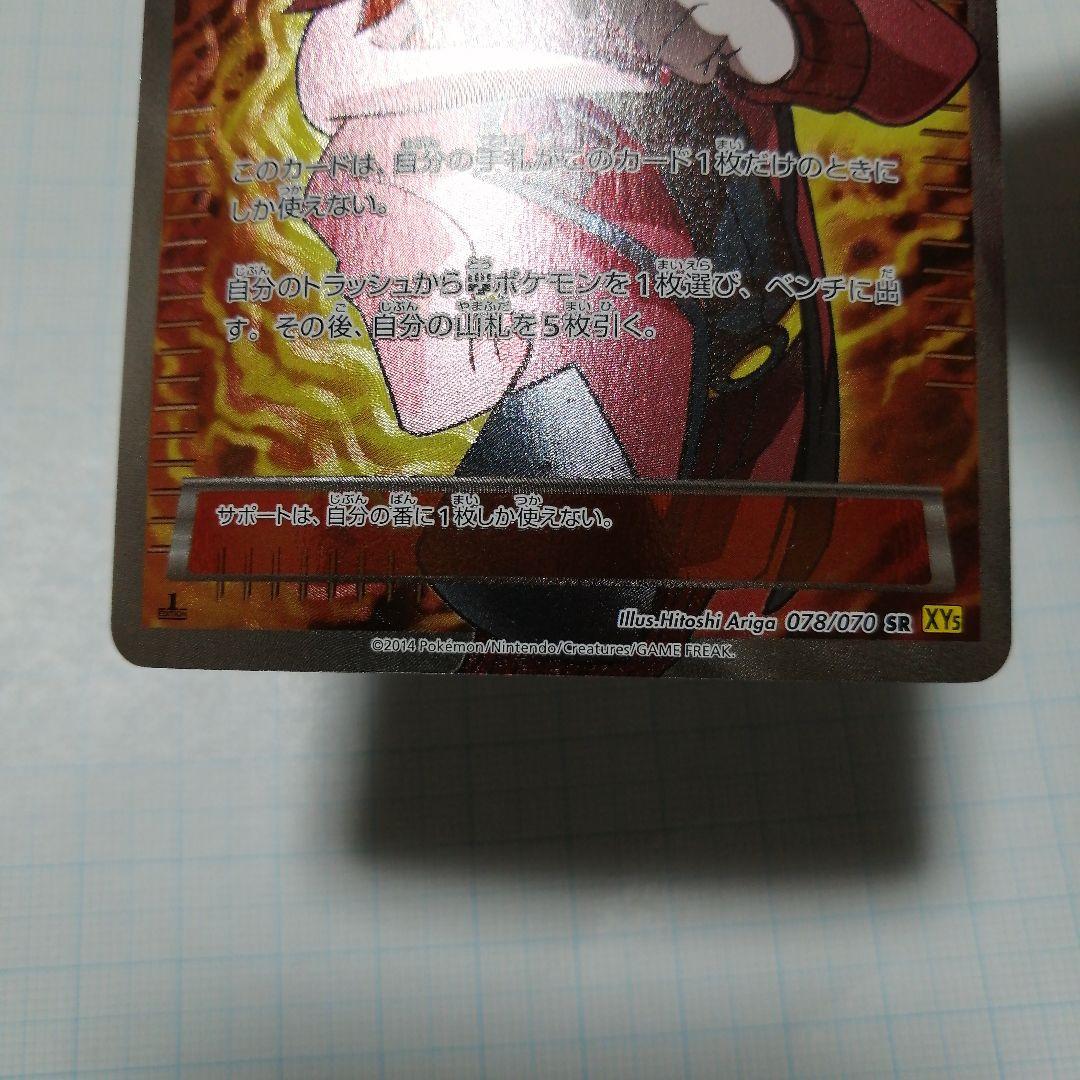 このカードは、自分の手札がこのカード1枚だけのときに
しか使えない。
自分のトラッシュから闘ポケモンを1枚選び、ベンチに出
す。その後、自分の山札を5枚引く。
サポートは、自分の番に1枚しか使えない。
1 EDITION
Illus.Hitoshi Ariga 078/070 SR XY5
©2014 Pokémon/Nintendo/Creatures/GAME FREAK.